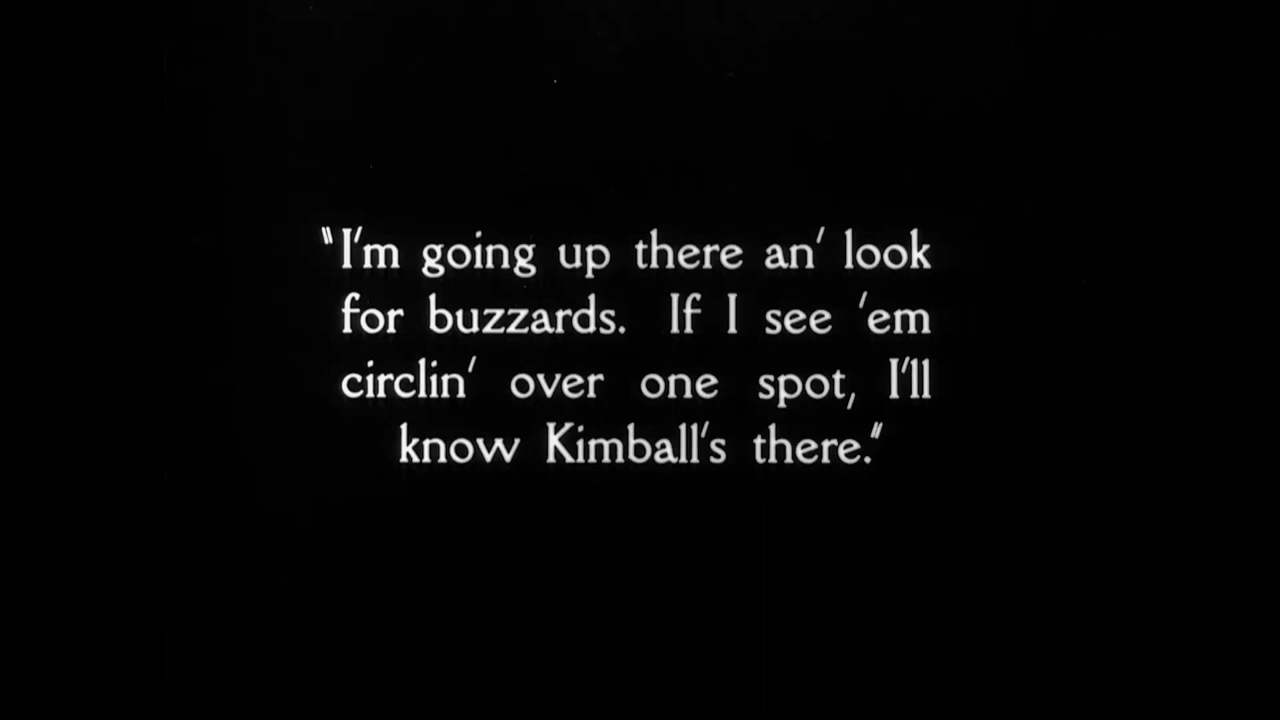 "I'm going up there an' look
for buzzards. If I see 'em
circlin' over one spot, I'll
know Kimball's there."